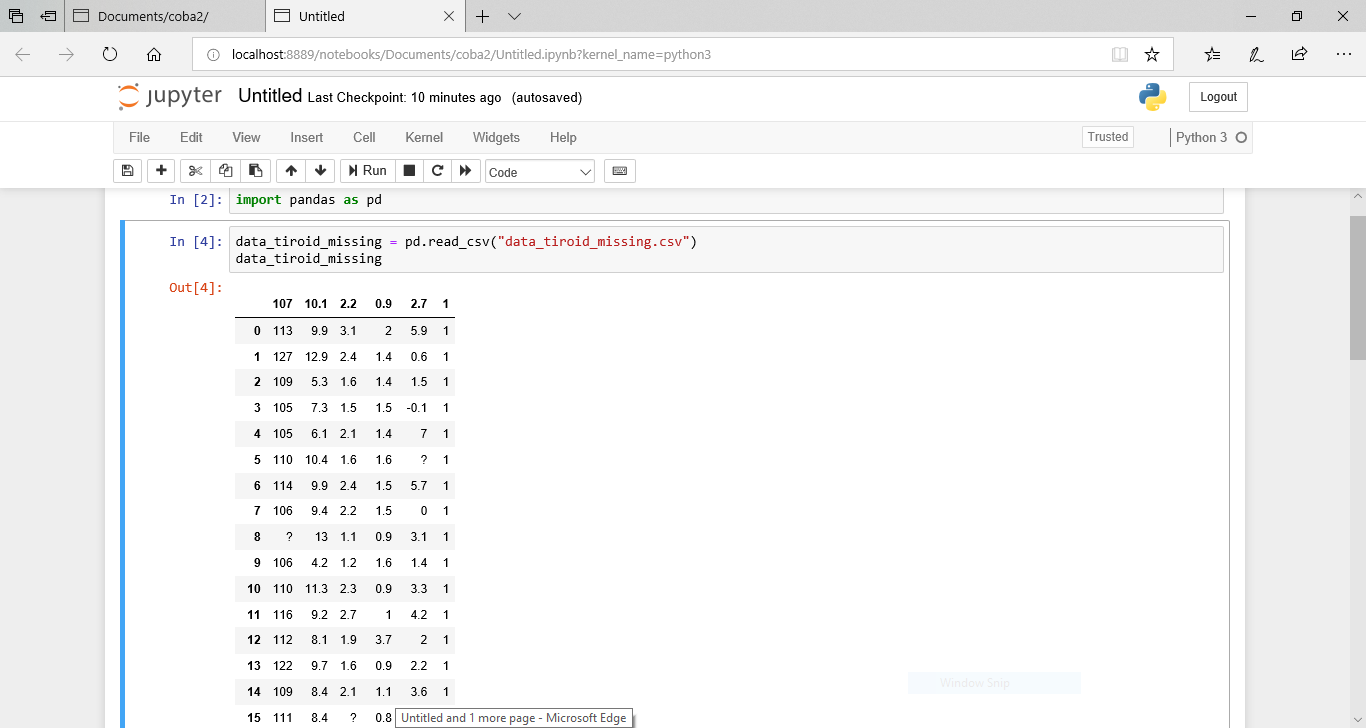 Documents/coba2/ Untitled
localhost:8889/notebooks/Documents/coba2/Untitled.ipynb?kernel_name=python3
jupyter Untitled Last Checkpoint: 10 minutes ago (autosaved) Logout
File Edit View Insert Cell Kernel Widgets Help Trusted Python 3
Run Code
In [2]: import pandas as pd
In [4]: data_tiroid_missing = pd.read_csv("data_tiroid_missing.csv")
data_tiroid_missing
Out[4]:
107 10.1 2.2 0.9 2.7 1
0 113 9.9 3.1 2 5.9 1
1 127 12.9 2.4 1.4 0.6 1
2 109 5.3 1.6 1.4 1.5 1
3 105 7.3 1.5 1.5 -0.1 1
4 105 6.1 2.1 1.4 7 1
5 110 10.4 1.6 1.6 ? 1
6 114 9.9 2.4 1.5 5.7 1
7 106 9.4 2.2 1.5 0 1
8 ? 13 1.1 0.9 3.1 1
9 106 4.2 1.2 1.6 1.4 1
10 110 11.3 2.3 0.9 3.3 1
11 116 9.2 2.7 1 4.2 1
12 112 8.1 1.9 3.7 2 1
13 122 9.7 1.6 0.9 2.2 1
Window Snip
14 109 8.4 2.1 1.1 3.6 1
15 111 8.4 ? 0.8
Untitled and 1 more page - Microsoft Edge